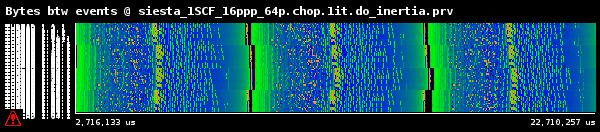 Bytes btw events @ siesta_1SCF_16ppp_64p.chop.1it.do_inertia.prv
2,716,133 us
22,710,257 us